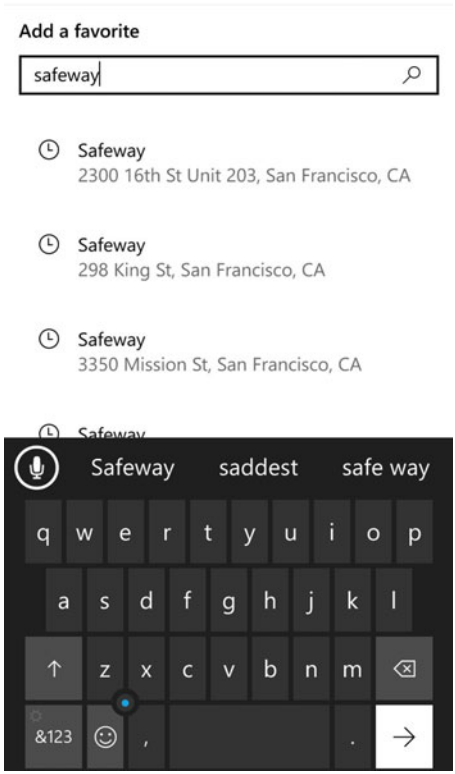 Add a favorite
safeway
Safeway
2300 16th St Unit 203, San Francisco, CA
Safeway
298 King St, San Francisco, CA
Safeway
3350 Mission St, San Francisco, CA
Safeway
Safeway saddest safe way
q w e r t y u i o p
a s d f g h j k l
z x c v b n m
&123 , .